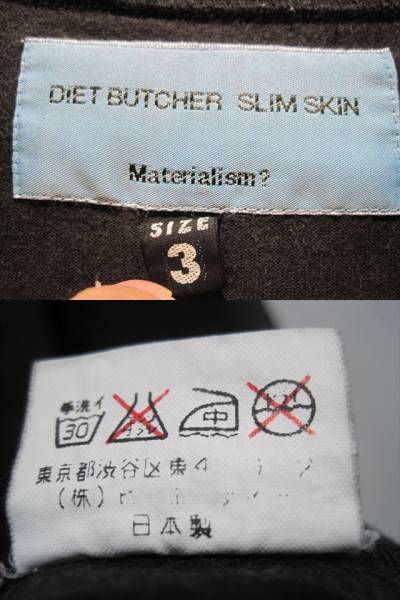 DIET BUTCHER SLIM SKIN
Materialism?
SIZE
3
手洗イ
30 中
東京都渋谷区東4
(株)
日本製